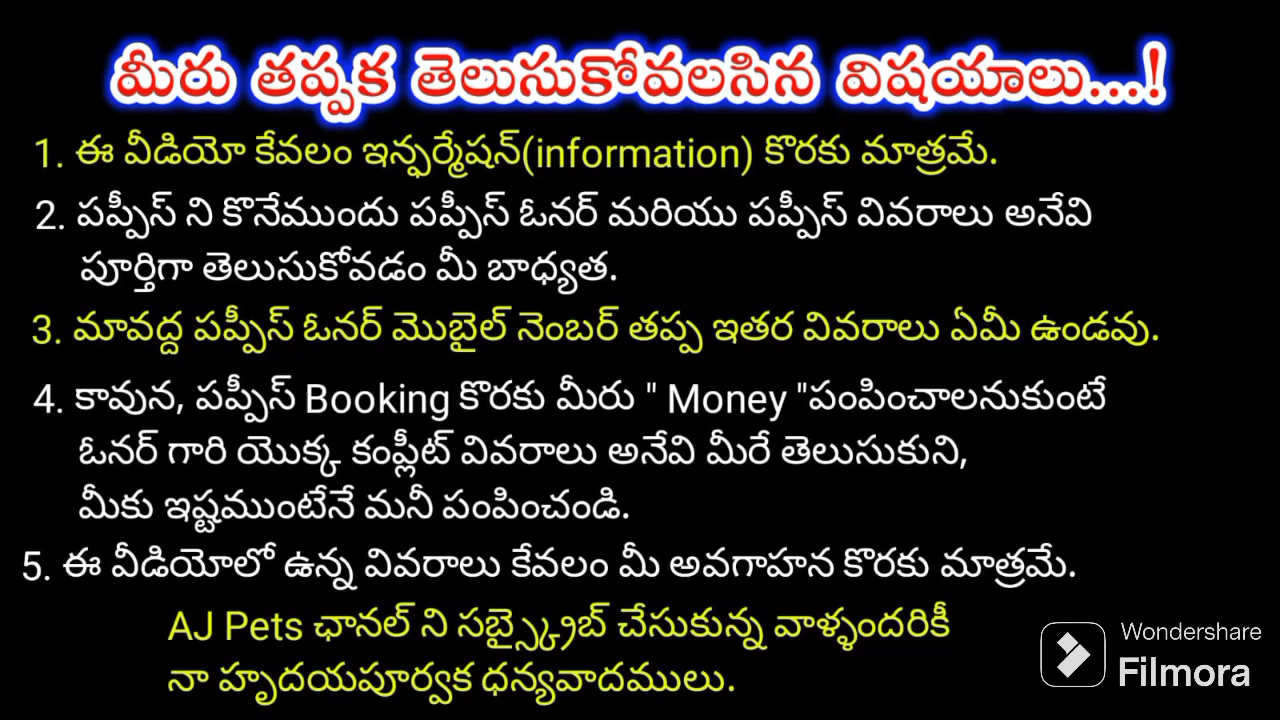 మీరు తప్పక తెలుసుకోవలసిన విషయాలు...!
1. ఈ వీడియో కేవలం ఇన్ఫర్మేషన్(information) కొరకు మాత్రమే.
2. పప్పీస్ ని కొనేముందు పప్పీస్ ఓనర్ మరియు పప్పీస్ వివరాలు అనేవి
పూర్తిగా తెలుసుకోవడం మీ బాధ్యత.
3. మావద్ద పప్పీస్ ఓనర్ మొబైల్ నెంబర్ తప్ప ఇతర వివరాలు ఏమీ ఉండవు.
4. కావున, పప్పీస్ Booking కొరకు మీరు " Money "పంపించాలనుకుంటే
ఓనర్ గారి యొక్క కంప్లీట్ వివరాలు అనేవి మీరే తెలుసుకుని,
మీకు ఇష్టముంటేనే మనీ పంపించండి.
5. ఈ వీడియోలో ఉన్న వివరాలు కేవలం మీ అవగాహన కొరకు మాత్రమే.
AJ Pets ఛానల్ ని సబ్స్క్రైబ్ చేసుకున్న వాళ్ళందరికీ
నా హృదయపూర్వక ధన్యవాదములు.
Wondershare
Filmora